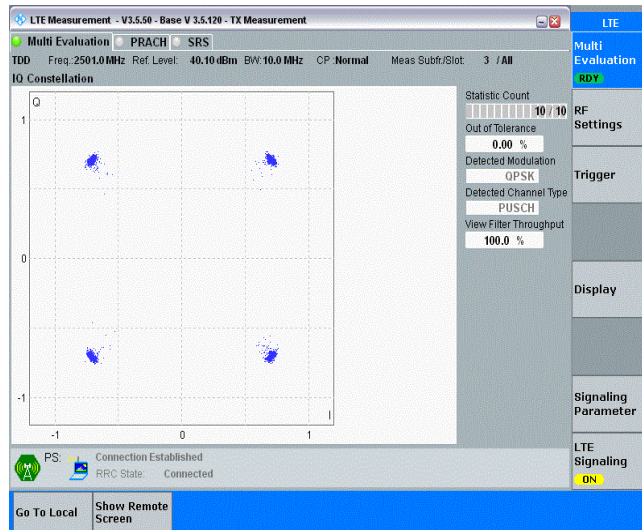 LTE Measurement - V3.5.50 - Base V 3.5.120 - TX Measurement
LTE
Multi Evaluation PRACH SRS
Multi
Evaluation
RDY
TDD Freq.:2501.0 MHz Ref. Level: 40.10 dBm BW:10.0 MHz CP :Normal Meas Subfr./Slot: 3 / All
IQ Constellation
Q
1
0
-1
-1 0 1
I
Statistic Count
10 / 10
Out of Tolerance
0.00 %
Detected Modulation
QPSK
Detected Channel Type
PUSCH
View Filter Throughput
100.0 %
RF
Settings
Trigger
Display
Signaling
Parameter
LTE
Signaling
ON
PS: Connection Established
RRC State: Connected
Go To Local
Show Remote
Screen